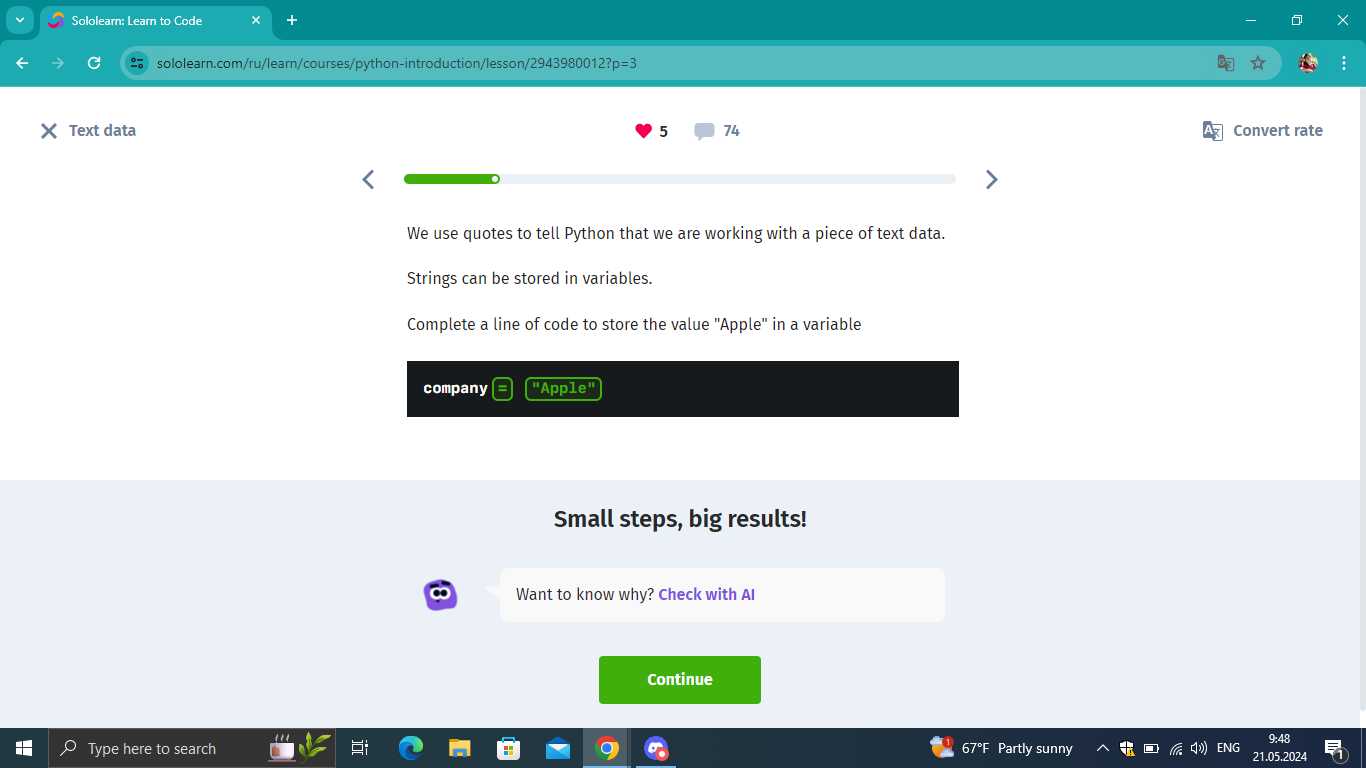 Sololearn: Learn to Code
sololearn.com/ru/learn/courses/python-introduction/lesson/2943980012?p=3
Text data
5
74
Convert rate
We use quotes to tell Python that we are working with a piece of text data.
Strings can be stored in variables.
Complete a line of code to store the value "Apple" in a variable
company = "Apple"
Small steps, big results!
Want to know why? Check with AI
Continue
Type here to search
1
67°F Partly sunny
ENG
9:48
21.05.2024
1